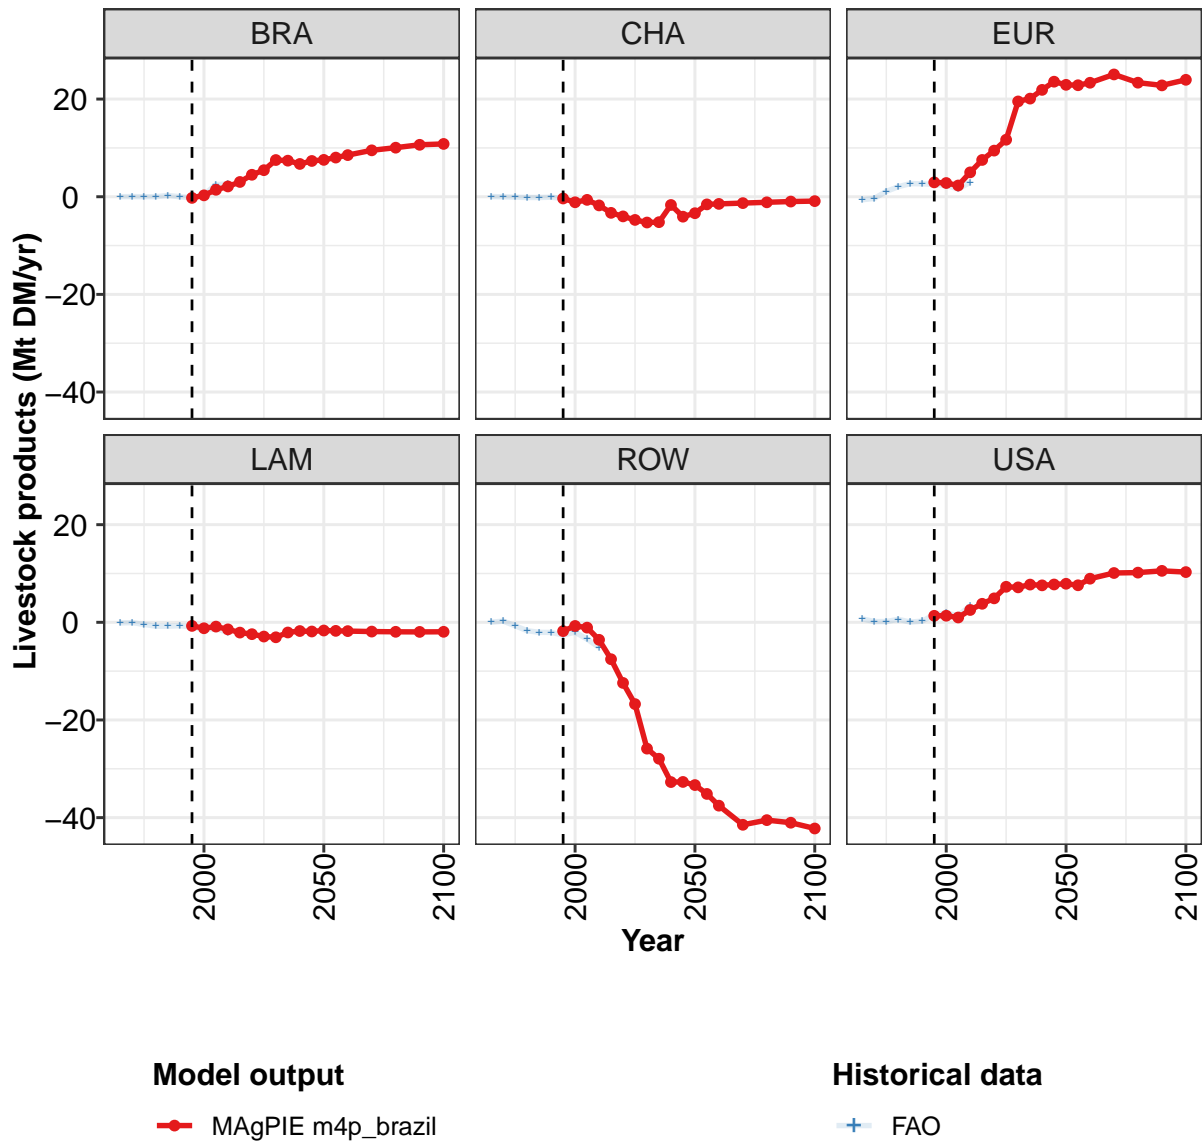 BRA CHA EUR
20
0
−20
−40
LAM ROW USA
20
0
−20
−40
Livestock products (Mt DM/yr)
2000 2050 2100 2000 2050 2100 2000 2050 2100
Year
Model output Historical data
MAgPIE m4p_brazil FAO